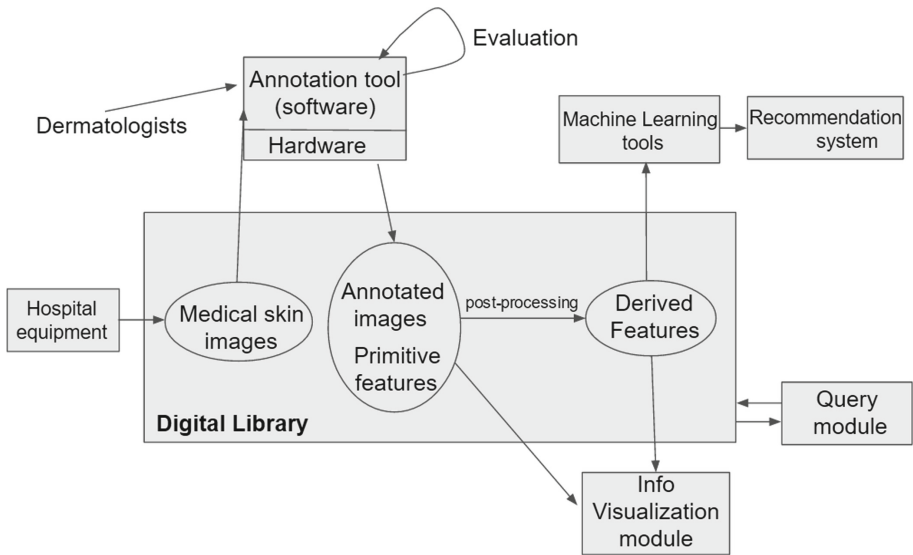 Evaluation
Annotation tool
(software)
Dermatologists
Hardware
Machine Learning
tools
Recommendation
system
Hospital
equipment
Medical skin
images
Annotated
images
Primitive
features
post-processing
Derived
Features
Digital Library
Query
module
Info
Visualization
module